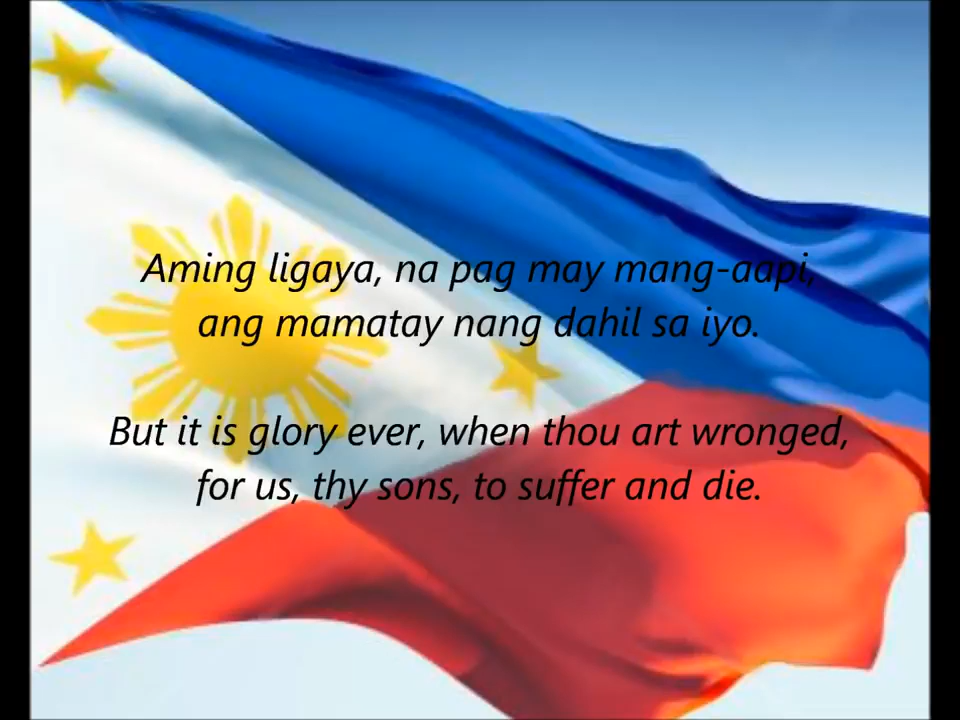 Aming ligaya, na pag may mang-aapi,
ang mamatay nang dahil sa iyo.
But it is glory ever, when thou art wronged,
for us, thy sons, to suffer and die.